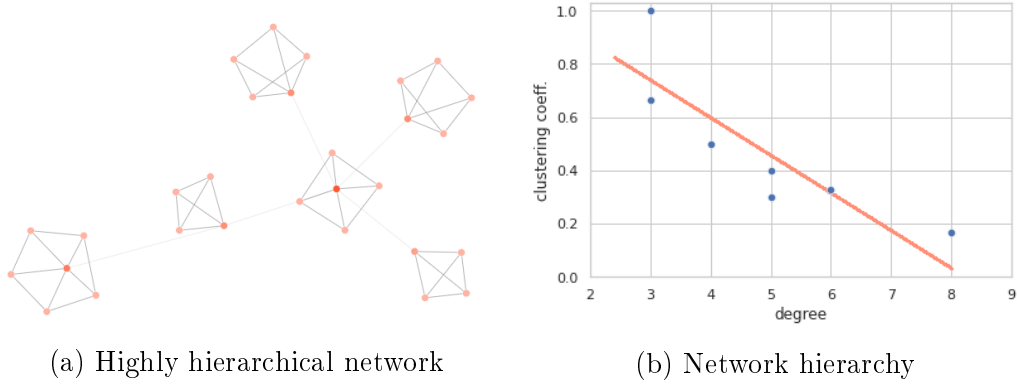 1.0
0.8
0.6
0.4
0.2
0.0
clustering coeff.
2 3 4 5 6 7 8 9
degree
(a) Highly hierarchical network
(b) Network hierarchy